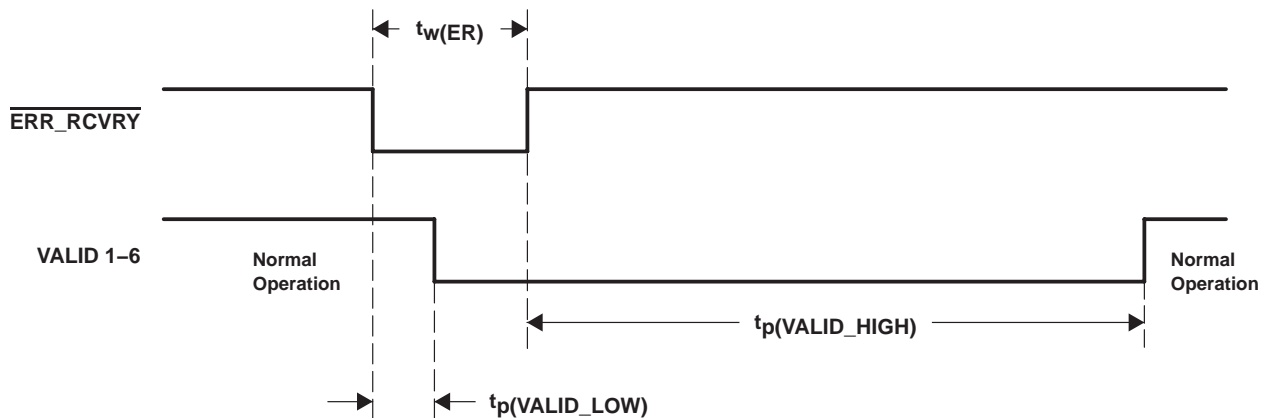 tw(ER)
ERR_RCVRY
VALID 1–6
Normal
Operation
Normal
Operation
tp(VALID_HIGH)
tp(VALID_LOW)